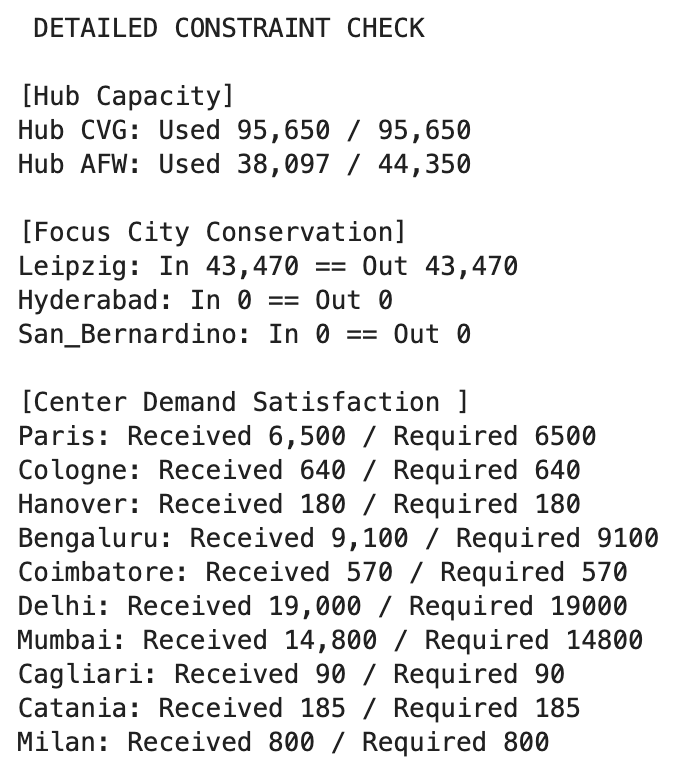 DETAILED CONSTRAINT CHECK
[Hub Capacity]
Hub CVG: Used 95,650 / 95,650
Hub AFW: Used 38,097 / 44,350
[Focus City Conservation]
Leipzig: In 43,470 == Out 43,470
Hyderabad: In 0 == Out 0
San_Bernardino: In 0 == Out 0
[Center Demand Satisfaction ]
Paris: Received 6,500 / Required 6500
Cologne: Received 640 / Required 640
Hanover: Received 180 / Required 180
Bengaluru: Received 9,100 / Required 9100
Coimbatore: Received 570 / Required 570
Delhi: Received 19,000 / Required 19000
Mumbai: Received 14,800 / Required 14800
Cagliari: Received 90 / Required 90
Catania: Received 185 / Required 185
Milan: Received 800 / Required 800